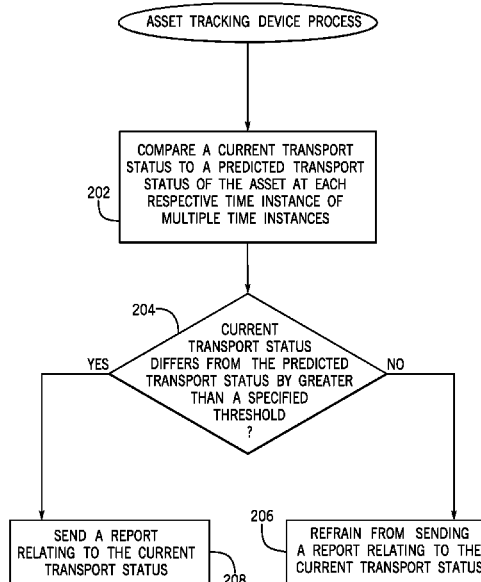 ASSET TRACKING DEVICE PROCESS
COMPARE A CURRENT TRANSPORT
STATUS TO A PREDICTED TRANSPORT
STATUS OF THE ASSET AT EACH
RESPECTIVE TIME INSTANCE OF
MULTIPLE TIME INSTANCES
202
204
CURRENT
TRANSPORT STATUS
DIFFERS FROM THE PREDICTED
TRANSPORT STATUS BY GREATER
THAN A SPECIFIED
THRESHOLD
?
YES
NO
SEND A REPORT
RELATING TO THE CURRENT
TRANSPORT STATUS
208
206
REFRAIN FROM SENDING
A REPORT RELATING TO THE
CURRENT TRANSPORT STATUS